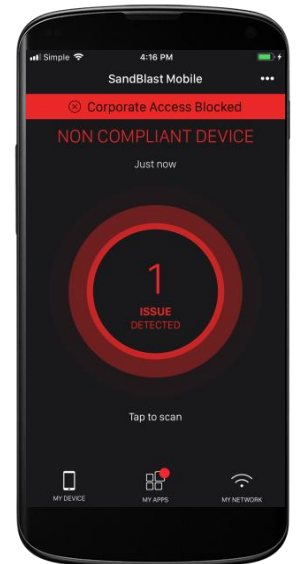 Simple 4:16 PM
SandBlast Mobile
Corporate Access Blocked
NON COMPLIANT DEVICE
Just now
1
ISSUE
DETECTED
Tap to scan
MY DEVICE MY APPS MY NETWORK